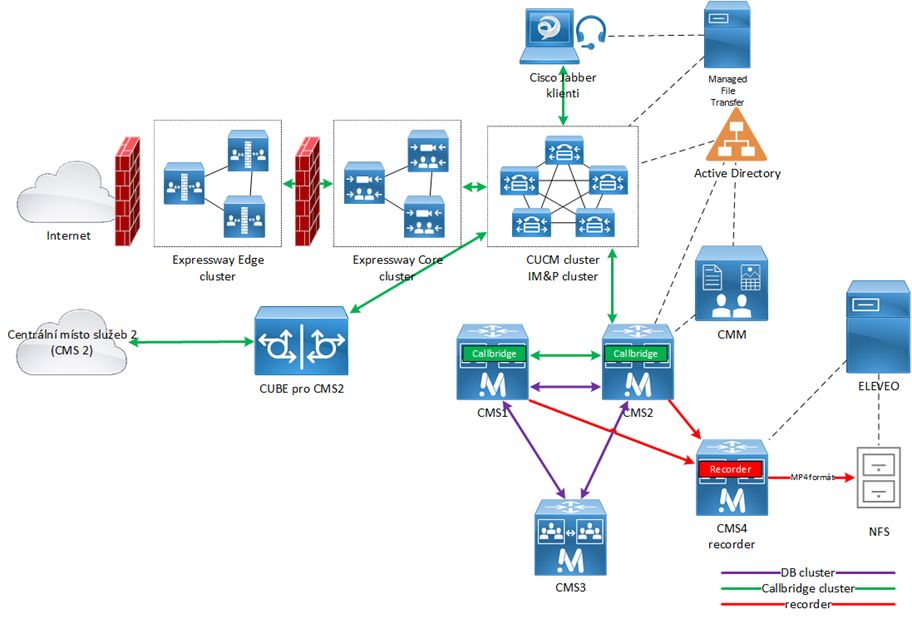 Cisco Jabber
klienti
Managed
File
Transfer
Active Directory
Internet
Expressway Edge
cluster
Expressway Core
cluster
CUCM cluster
IM&P cluster
CMM
Centrální místo služeb 2
(CMS 2)
CUBE pro CMS2
Callbridge
CMS1
Callbridge
CMS2
ELEVEO
Recorder
MP4 formát
CMS4
recorder
NFS
CMS3
DB cluster
Callbridge cluster
recorder